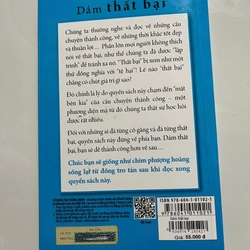 Dám thất bại
Chúng ta thường nghe và đọc về những câu
chuyện thành công, về những thời khắc tốt đẹp
và thuận lợi ... Phần lớn mọi người không thích
nói về thất bại, như thể chúng ta đã được "lập
trình" để tránh xa nó. "Thất bại" bị xem như một
thứ đồng nghĩa với "tệ hại"! Lẽ nào "thất bại"
chẳng có chút giá trị gì sao?
Đó chính là lý do quyển sách này chạm đến "mặt
bên kia" của câu chuyện thành công – một
phương diện mà từ đó chúng ta thật sự học hỏi
được rất nhiều.
Đối với những ai đã từng cố gắng và đã từng thất
bại, quyển sách này đúng về phía bạn. Dám thất
bại, bạn sẽ dễ thành công hơn về sau ...
Chúc bạn sẽ giống như chim phượng hoàng
sống lại từ đống tro tàn sau khi đọc xong
quyển sách này.
ISBN: 978-604-1-01102-1
9 786041 011021
Giá: 55.000 đ